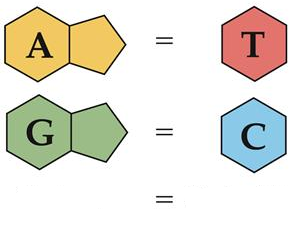 A = T
G = C
=